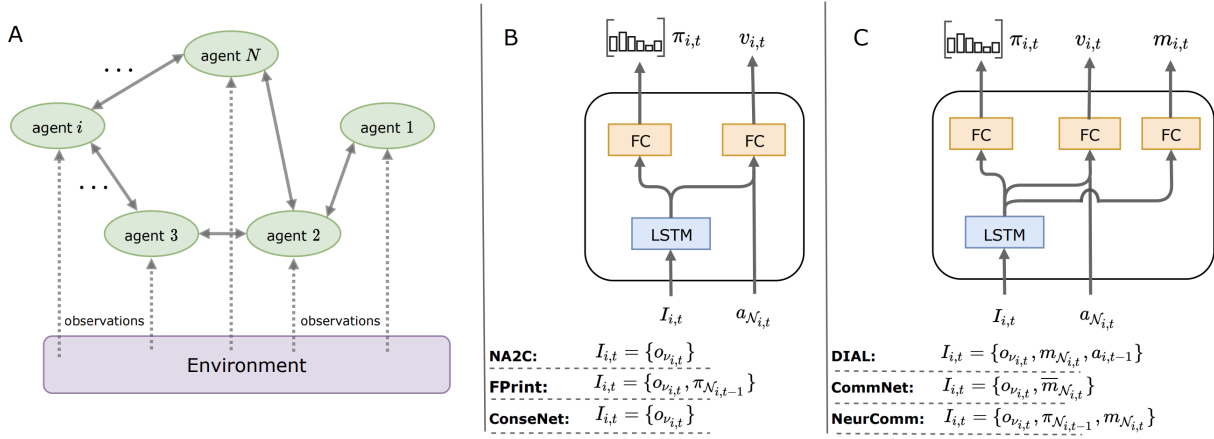 A
agent N
agent i
agent 1
agent 3
agent 2
...
...
observations
observations
Environment
B
π_{i,t}
v_{i,t}
FC
FC
LSTM
I_{i,t}
a_{𝒩_{i,t}}
NA2C: I_{i,t} = {o_{ν_{i,t}}}
FPrint: I_{i,t} = {o_{ν_{i,t}}, π_{𝒩_{i,t-1}}}
ConseNet: I_{i,t} = {o_{ν_{i,t}}}
C
π_{i,t}
v_{i,t}
m_{i,t}
FC
FC
FC
LSTM
I_{i,t}
a_{𝒩_{i,t}}
DIAL: I_{i,t} = {o_{ν_{i,t}}, m_{𝒩_{i,t}}, a_{i,t-1}}
CommNet: I_{i,t} = {o_{ν_{i,t}}, m̅_{𝒩_{i,t}}}
NeurComm: I_{i,t} = {o_{ν_{i,t}}, π_{𝒩_{i,t-1}}, m_{𝒩_{i,t}}}